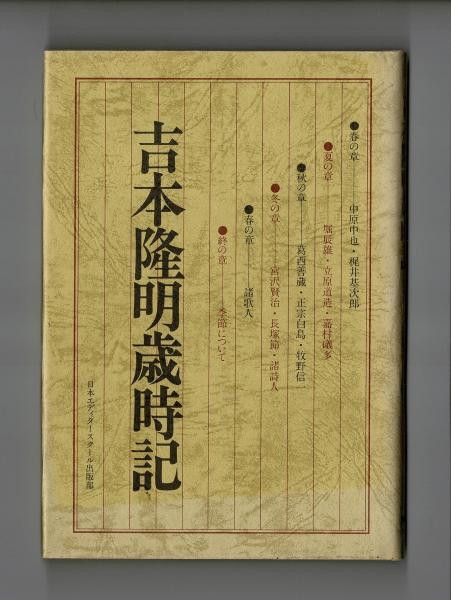 ●春の章———中原中也・梶井基次郎
●夏の章———堀辰雄・立原道造・嘉村礒多
●秋の章———葛西善蔵・正宗白鳥・牧野信一
●冬の章———宮沢賢治・長塚節・諸詩人
●春の章———諸歌人
●終の章———季節について
吉本隆明歳時記
日本エディタースクール出版部